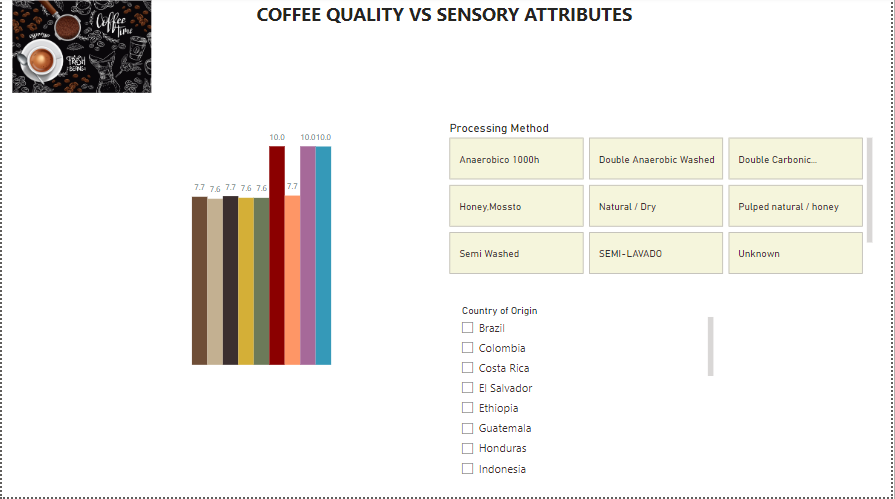 COFFEE QUALITY VS SENSORY ATTRIBUTES
Coffee
time
FRESH
BEANS
7.7 7.6 7.7 7.6 7.6 10.0 7.7 10.0 10.0
Processing Method
Anaerobico 1000h
Double Anaerobic Washed
Double Carbonic...
Honey,Mossto
Natural / Dry
Pulped natural / honey
Semi Washed
SEMI-LAVADO
Unknown
Country of Origin
Brazil
Colombia
Costa Rica
El Salvador
Ethiopia
Guatemala
Honduras
Indonesia